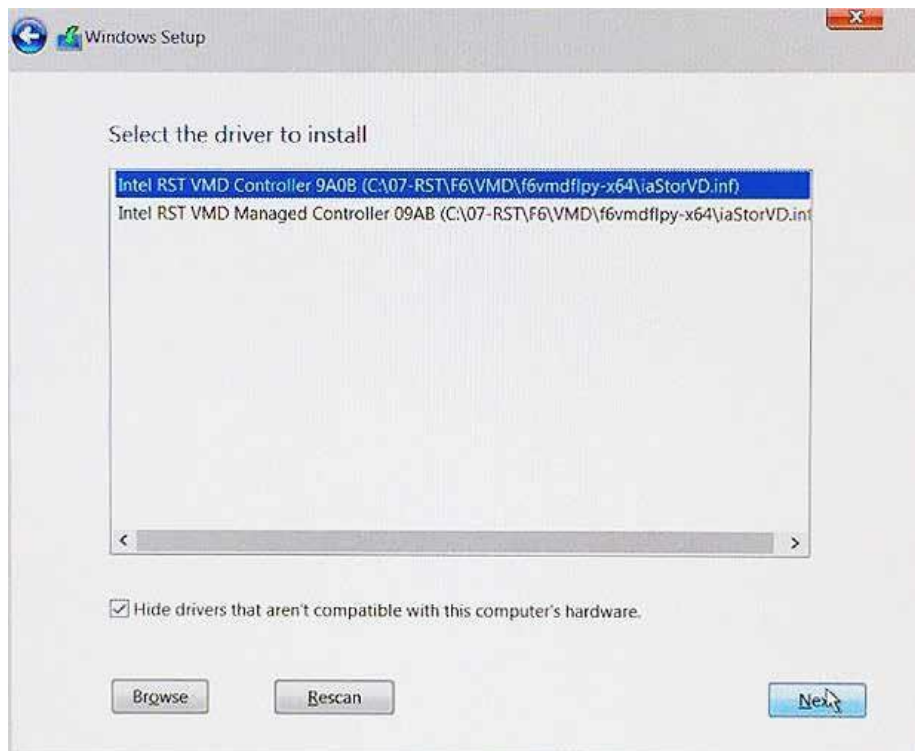 Windows Setup
Select the driver to install
Intel RST VMD Controller 9A0B (C:\07-RST\F6\VMD\f6vmdflpy-x64\iaStorVD.inf)
Intel RST VMD Managed Controller 09AB (C:\07-RST\F6\VMD\f6vmdflpy-x64\iaStorVD.inf
Hide drivers that aren't compatible with this computer's hardware.
Browse
Rescan
Next